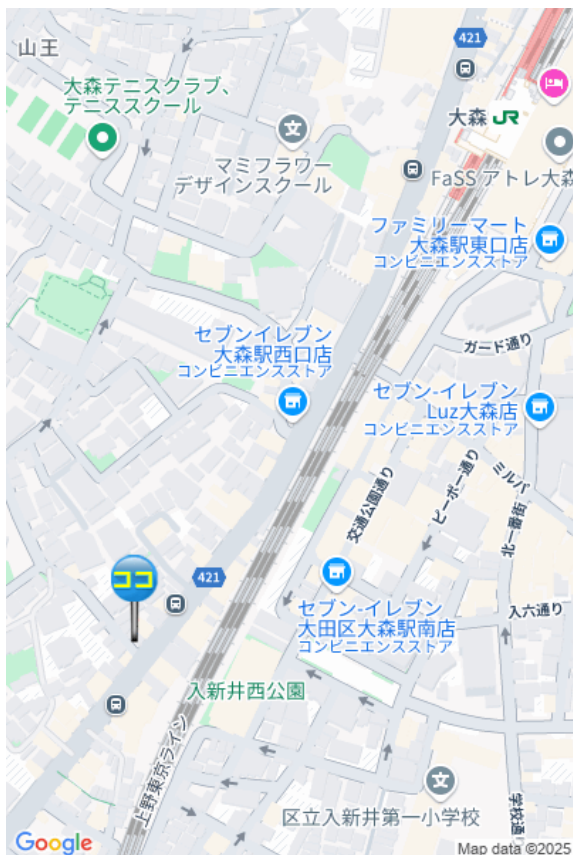 421
山王
大森テニスクラブ、
テニススクール
大森 JR
マミフラワー
デザインスクール
FaSS アトレ大森
ファミリーマート
大森駅東口店
コンビニエンスストア
セブンイレブン
大森駅西口店
コンビニエンスストア
ガード通り
セブン-イレブン
Luz大森店
コンビニエンスストア
交通公園通り
ピーポー通り
ミルパ
北一番街
ココ
421
セブン-イレブン
大田区大森駅南店
コンビニエンスストア
入六通り
入新井西公園
上野東京ライン
区立入新井第一小学校
学校通り
Google
Map data ©2025